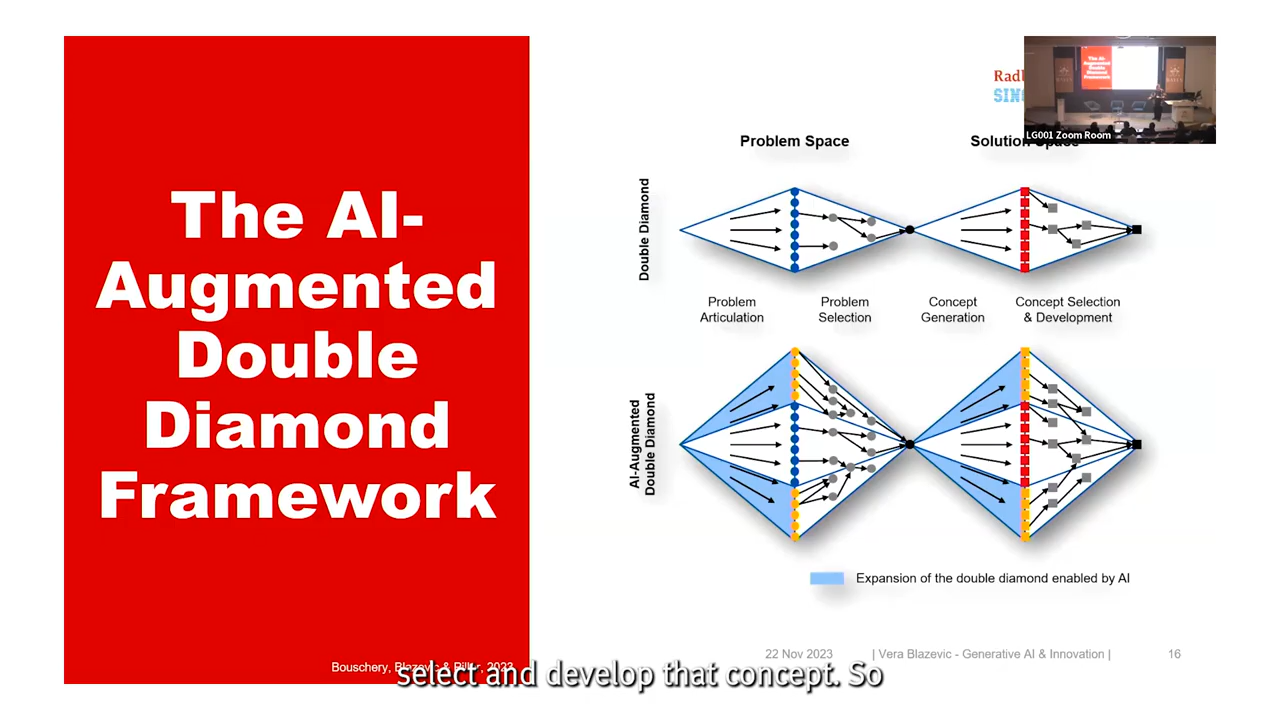 The AI-
Augmented
Double
Diamond
Framework
Bouschery, Blazevic & Piller, 2023
Problem Space
Solution Space
LG001 Zoom Room
Double Diamond
Problem
Articulation
Problem
Selection
Concept
Generation
Concept Selection
& Development
AI-Augmented
Double Diamond
Expansion of the double diamond enabled by AI
22 Nov 2023
| Vera Blazevic - Generative AI & Innovation |
16
select and develop that concept. So